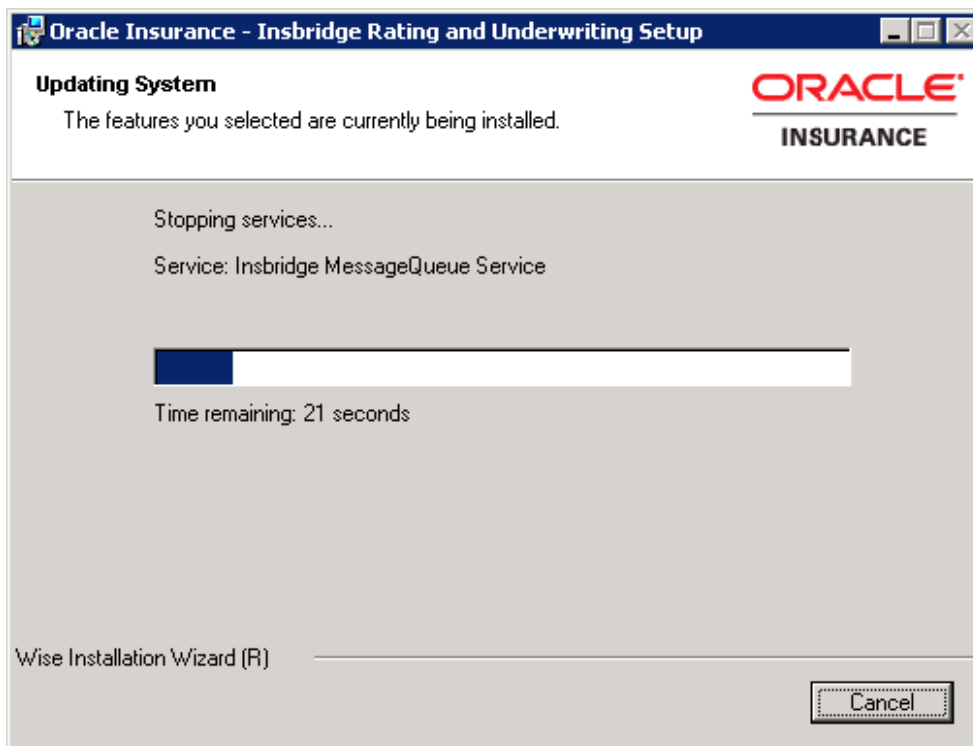 Oracle Insurance - Insbridge Rating and Underwriting Setup
Updating System
The features you selected are currently being installed.
ORACLE
INSURANCE
Stopping services...
Service: Insbridge MessageQueue Service
Time remaining: 21 seconds
Wise Installation Wizard (R)
Cancel